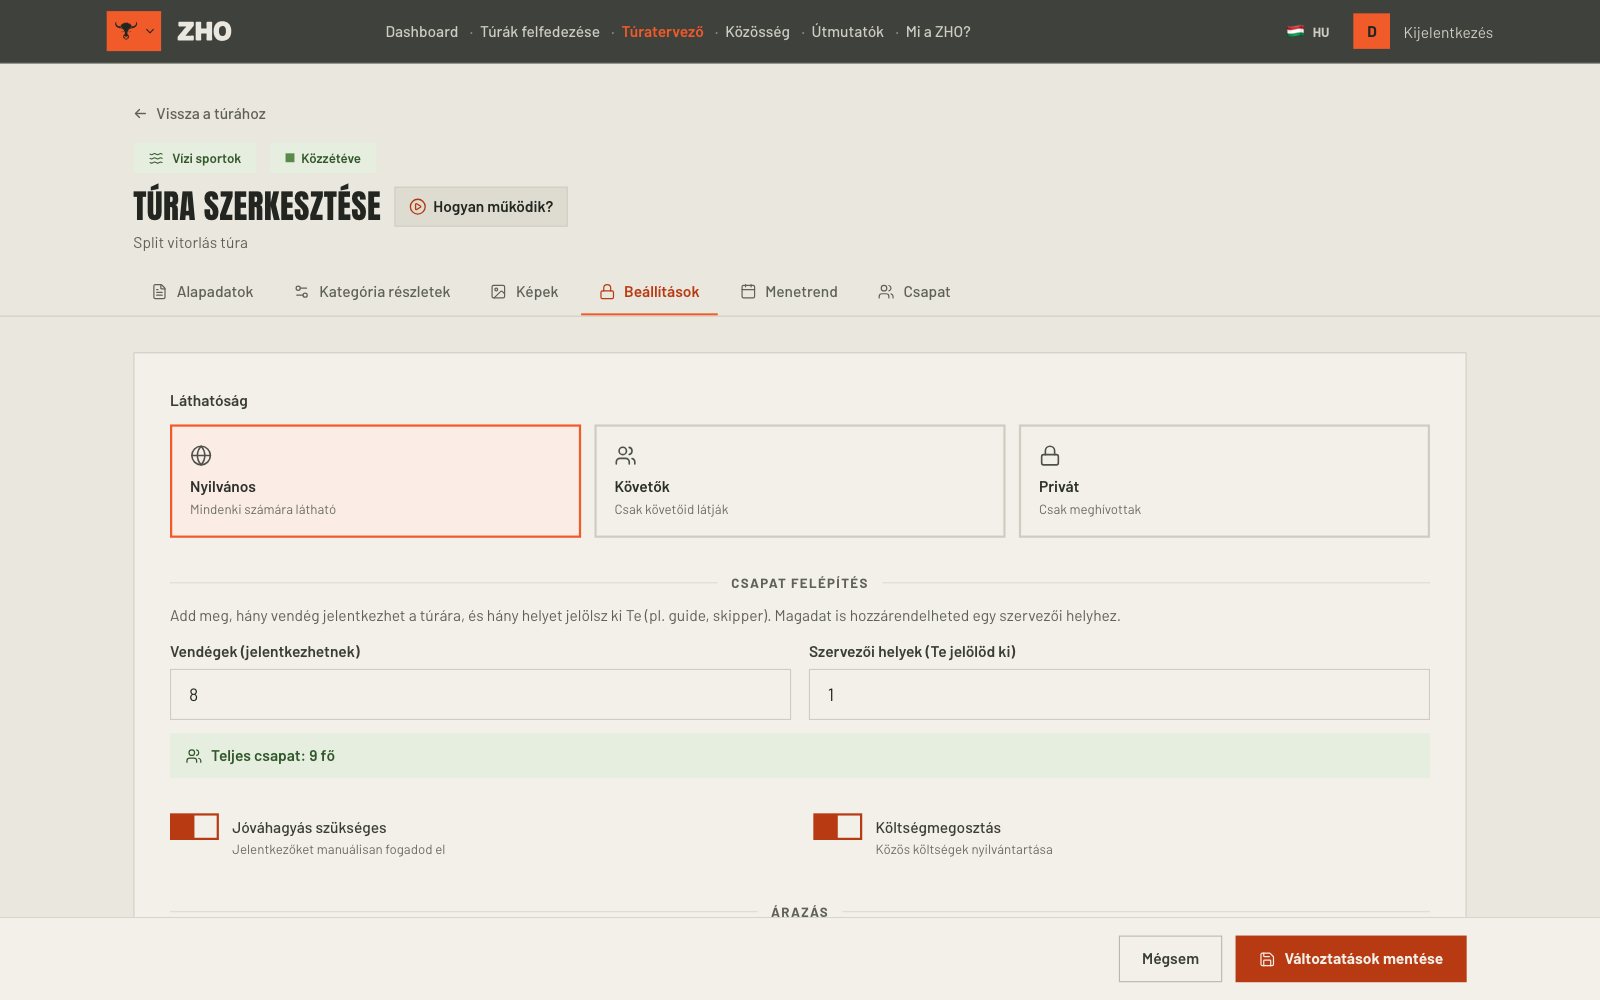 ZHO
Dashboard · Túrák felfedezése · Túratervező · Közösség · Útmutatók · Mi a ZHO?
HU
D
Kijelentkezés
← Vissza a túrához
Vízi sportok
Közzétéve
TÚRA SZERKESZTÉSE
Hogyan működik?
Split vitorlás túra
Alapadatok
Kategória részletek
Képek
Beállítások
Menetrend
Csapat
Láthatóság
Nyilvános
Mindenki számára látható
Követők
Csak követőid látják
Privát
Csak meghívottak
CSAPAT FELÉPÍTÉS
Add meg, hány vendég jelentkezhet a túrára, és hány helyet jelölsz ki Te (pl. guide, skipper). Magadat is hozzárendelheted egy szervezői helyhez.
Vendégek (jelentkezhetnek)
8
Szervezői helyek (Te jelölöd ki)
1
Teljes csapat: 9 fő
Jóváhagyás szükséges
Jelentkezőket manuálisan fogadod el
Költségmegosztás
Közös költségek nyilvántartása
ÁRAZÁS
Mégsem
Változtatások mentése